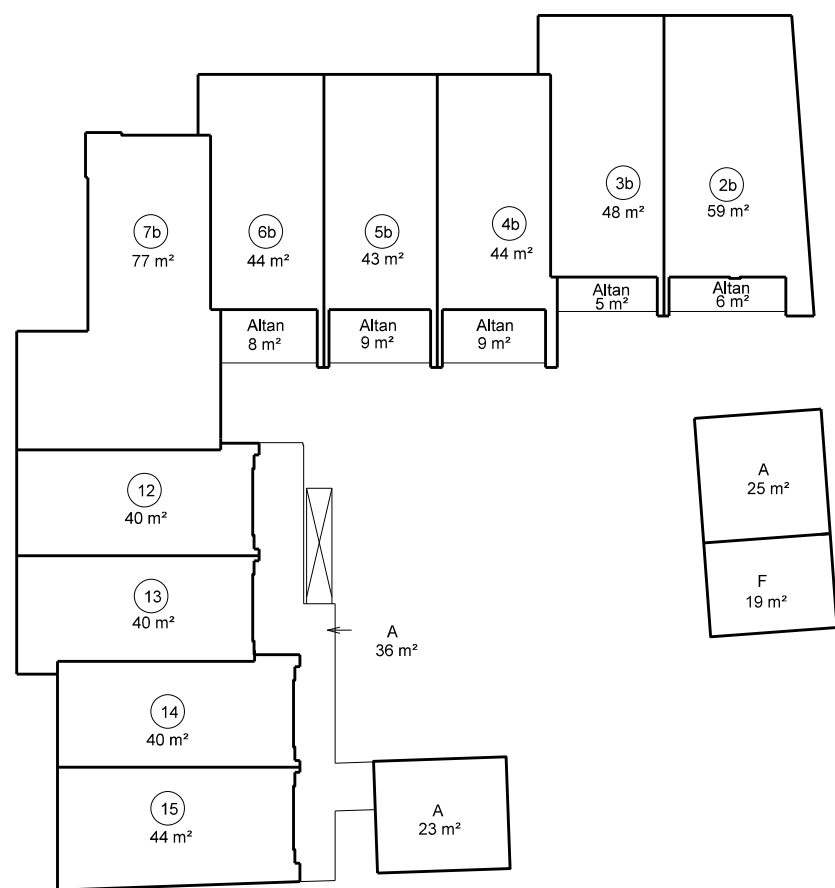 3b
48 m²
2b
59 m²
7b
77 m²
6b
44 m²
5b
43 m²
4b
44 m²
Altan
5 m²
Altan
6 m²
Altan
8 m²
Altan
9 m²
Altan
9 m²
12
40 m²
A
25 m²
F
19 m²
13
40 m²
A
36 m²
14
40 m²
15
44 m²
A
23 m²